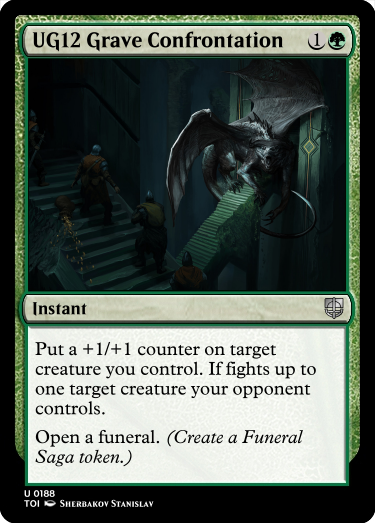 UG12 Grave Confrontation 1
Instant
Put a +1/+1 counter on target
creature you control. If fights up to
one target creature your opponent
controls.
Open a funeral. (Create a Funeral
Saga token.)
U 0188
TOI SHERBAKOV STANISLAV